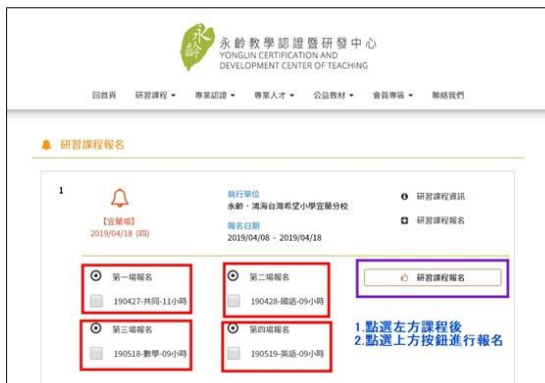 永齡教學認證暨研發中心
YONGLIN CERTIFICATION AND
DEVELOPMENT CENTER OF TEACHING
回首頁 研習課程 專業認證 專業人才 公益教材 會員專區 聯絡我們
研習課程報名
1
【宜蘭場】
2019/04/18 (四)
執行單位
永齡・鴻海台灣希望小學宜蘭分校
報名日期
2019/04/08 - 2019/04/18
研習課程資訊
研習課程報名
第一場報名
190427-共同-11小時
第二場報名
190428-國語-09小時
研習課程報名
第三場報名
190518-數學-09小時
第四場報名
190519-英語-09小時
1.點選左方課程後
2.點選上方按鈕進行報名